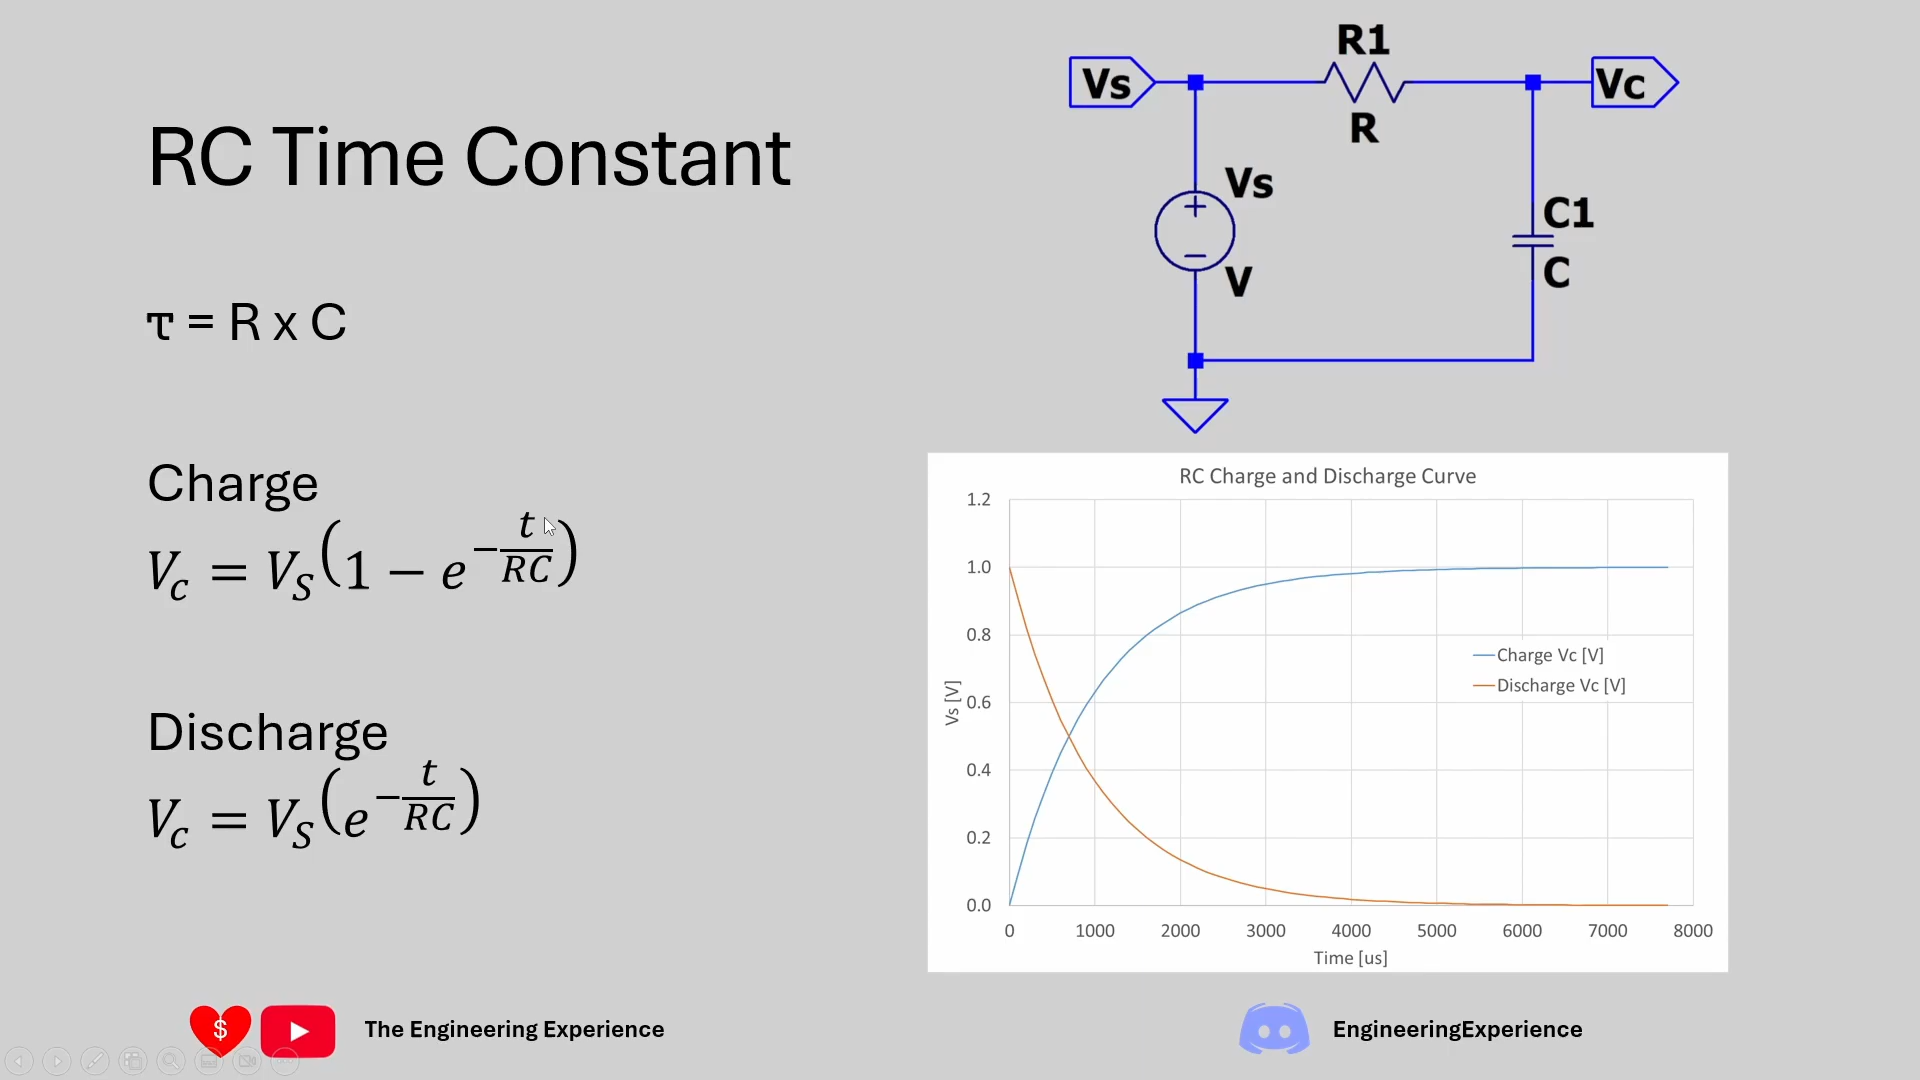 RC Time Constant
τ = R x C
Charge
V_c = V_S(1 − e^{−t/RC})
Discharge
V_c = V_S(e^{−t/RC})
R1
Vs
Vc
R
Vs
V
C1
C
RC Charge and Discharge Curve
1.2
1.0
0.8
0.6
0.4
0.2
0.0
Vs [V]
Charge Vc [V]
Discharge Vc [V]
0 1000 2000 3000 4000 5000 6000 7000 8000
Time [us]
$
The Engineering Experience
EngineeringExperience